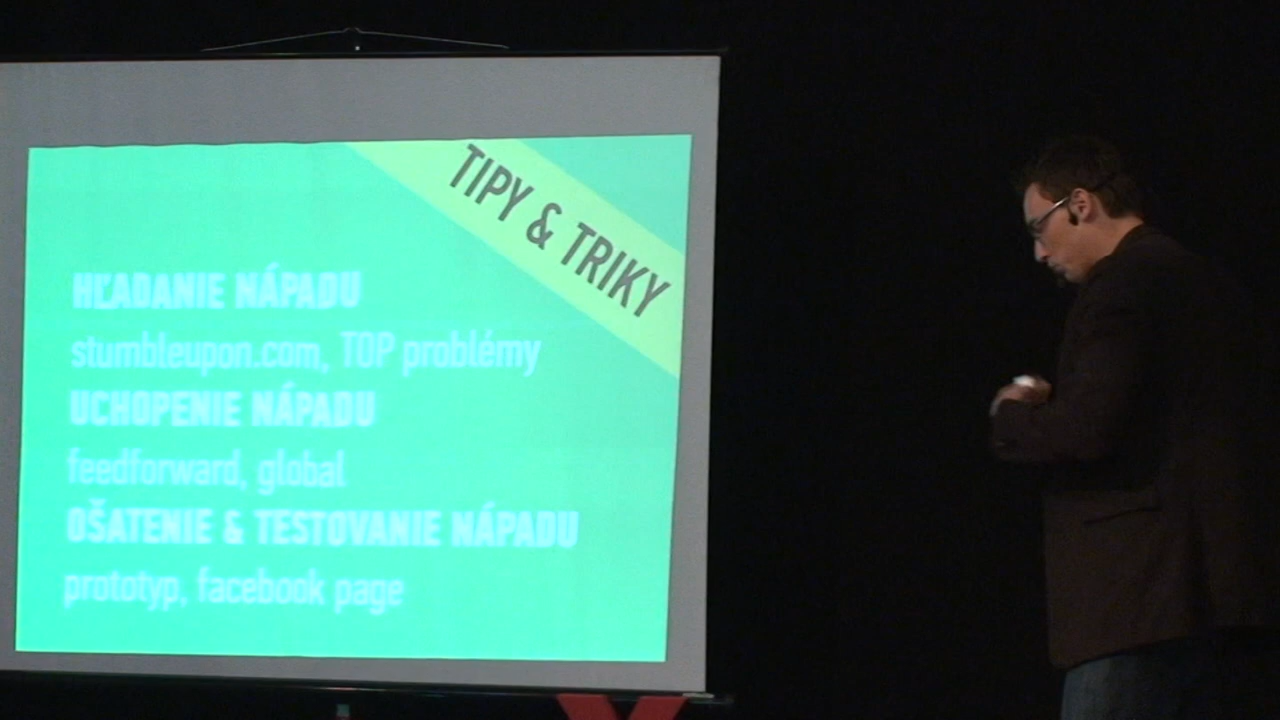 TIPY & TRIKY
HĽADANIE NÁPADU
stumbleupon.com, TOP problémy
UCHOPENIE NÁPADU
feedforward, global
OŠATENIE & TESTOVANIE NÁPADU
prototyp, facebook page